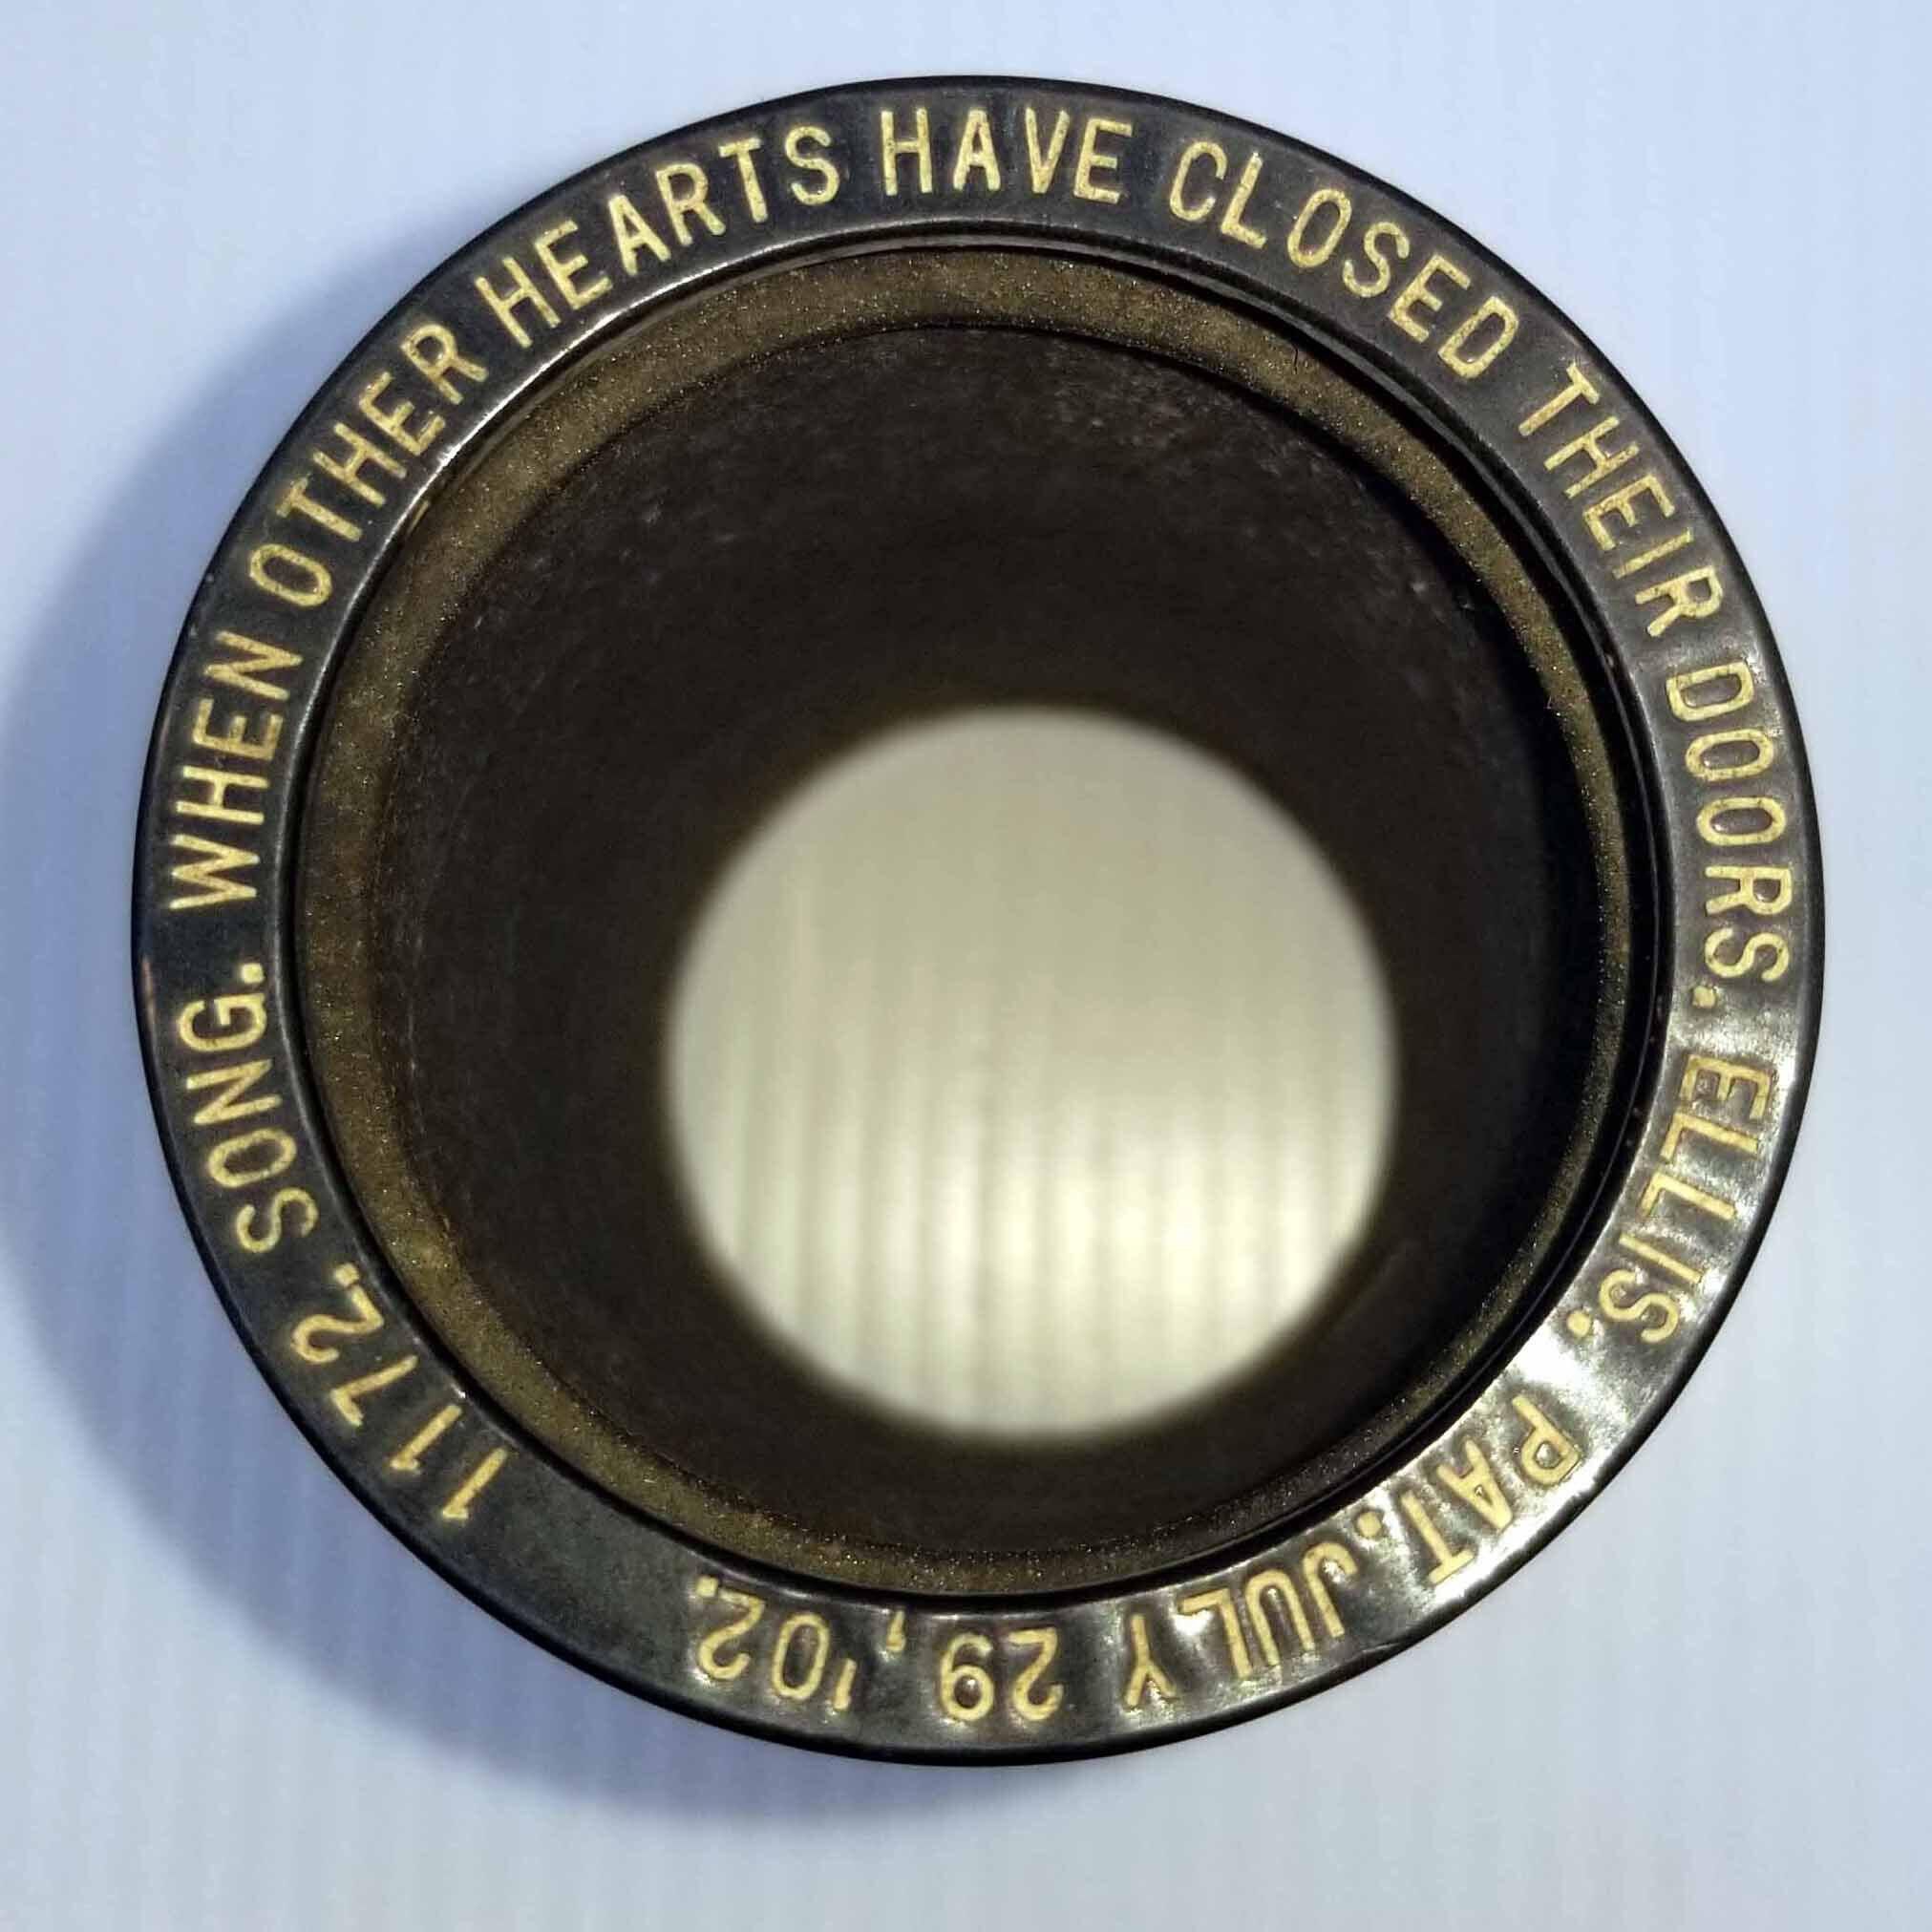 1172. SONG. WHEN OTHER HEARTS HAVE CLOSED THEIR DOORS. ELLIS. PAT. JULY 29, '02.